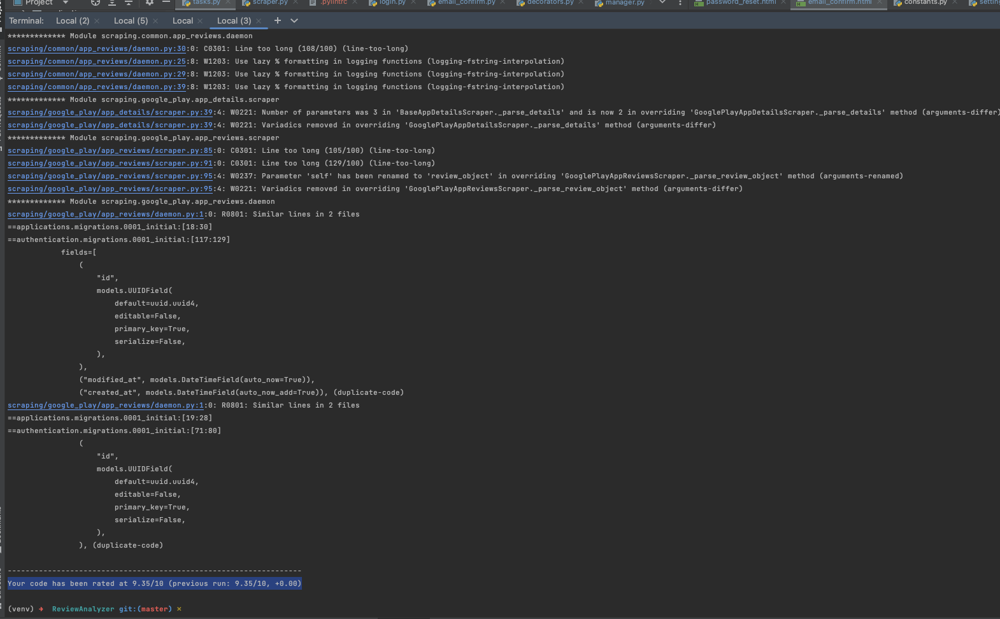 Project tasks.py scraper.py .pylintrc login.py email_confirm.py decorators.py manager.py password_reset.html email_confirm.html constants.py
Terminal: Local (2) × Local (5) × Local × Local (3) × +
************* Module scraping.common.app_reviews.daemon
scraping/common/app_reviews/daemon.py:30:0: C0301: Line too long (108/100) (line-too-long)
scraping/common/app_reviews/daemon.py:25:8: W1203: Use lazy % formatting in logging functions (logging-fstring-interpolation)
scraping/common/app_reviews/daemon.py:29:8: W1203: Use lazy % formatting in logging functions (logging-fstring-interpolation)
scraping/common/app_reviews/daemon.py:39:8: W1203: Use lazy % formatting in logging functions (logging-fstring-interpolation)
************* Module scraping.google_play.app_details.scraper
scraping/google_play/app_details/scraper.py:39:4: W0221: Number of parameters was 3 in 'BaseAppDetailsScraper._parse_details' and is now 2 in overriding 'GooglePlayAppDetailsScraper._parse_details' method (arguments-differ)
scraping/google_play/app_details/scraper.py:39:4: W0221: Variadics removed in overriding 'GooglePlayAppDetailsScraper._parse_details' method (arguments-differ)
************* Module scraping.google_play.app_reviews.scraper
scraping/google_play/app_reviews/scraper.py:85:0: C0301: Line too long (105/100) (line-too-long)
scraping/google_play/app_reviews/scraper.py:91:0: C0301: Line too long (129/100) (line-too-long)
scraping/google_play/app_reviews/scraper.py:95:4: W0237: Parameter 'self' has been renamed to 'review_object' in overriding 'GooglePlayAppReviewsScraper._parse_review_object' method (arguments-renamed)
scraping/google_play/app_reviews/scraper.py:95:4: W0221: Variadics removed in overriding 'GooglePlayAppReviewsScraper._parse_review_object' method (arguments-differ)
************* Module scraping.google_play.app_reviews.daemon
scraping/google_play/app_reviews/daemon.py:1:0: R0801: Similar lines in 2 files
==applications.migrations.0001_initial:[18:30]
==authentication.migrations.0001_initial:[117:129]
fields=[
(
"id",
models.UUIDField(
default=uuid.uuid4,
editable=False,
primary_key=True,
serialize=False,
),
),
("modified_at", models.DateTimeField(auto_now=True)),
("created_at", models.DateTimeField(auto_now_add=True)), (duplicate-code)
scraping/google_play/app_reviews/daemon.py:1:0: R0801: Similar lines in 2 files
==applications.migrations.0001_initial:[19:28]
==authentication.migrations.0001_initial:[71:80]
(
"id",
models.UUIDField(
default=uuid.uuid4,
editable=False,
primary_key=True,
serialize=False,
),
), (duplicate-code)
------------------------------------------------------------------
Your code has been rated at 9.35/10 (previous run: 9.35/10, +0.00)
(venv) ➜ ReviewAnalyzer git:(master) ×